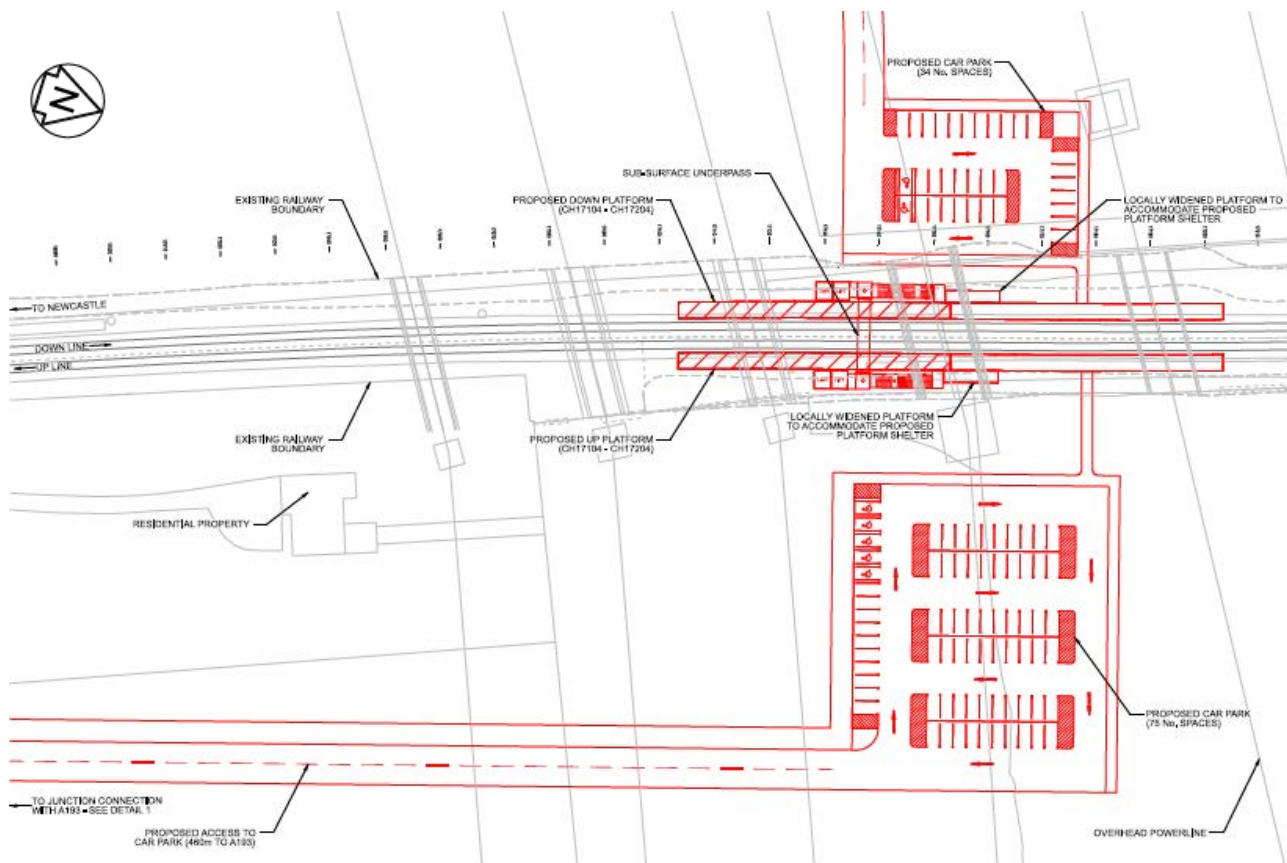 N
PROPOSED CAR PARK
(34 No. SPACES)
SUB-SURFACE UNDERPASS
EXISTING RAILWAY
BOUNDARY
PROPOSED DOWN PLATFORM
(CH17104 - CH17204)
LOCALLY WIDENED PLATFORM TO
ACCOMMODATE PROPOSED
PLATFORM SHELTER
TO NEWCASTLE
DOWN LINE
UP LINE
EXISTING RAILWAY
BOUNDARY
PROPOSED UP PLATFORM
(CH17104 - CH17204)
LOCALLY WIDENED PLATFORM
TO ACCOMMODATE PROPOSED
PLATFORM SHELTER
RESIDENTIAL PROPERTY
PROPOSED CAR PARK
(75 No. SPACES)
TO JUNCTION CONNECTION
WITH A193 - SEE DETAIL 1
PROPOSED ACCESS TO
CAR PARK (460m TO A193)
OVERHEAD POWERLINE